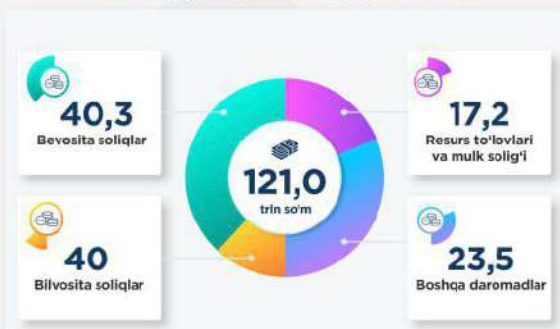 40,3
Bevosita soliqlar
17,2
Resurs to'lovlari
va mulk solig'i
121,0
trln so'm
40
Bilvosita soliqlar
23,5
Boshqa daromadlar